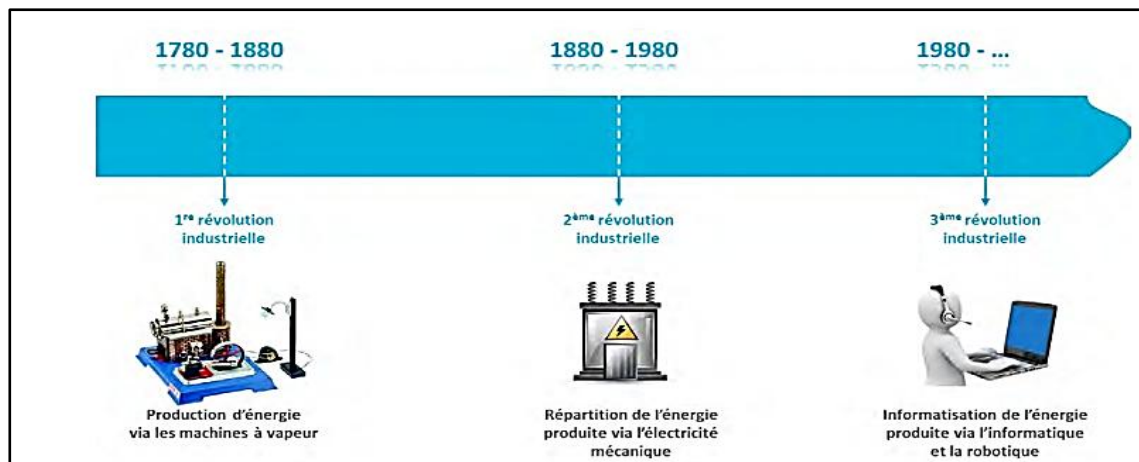 1780 - 1880
1880 - 1980
1980 - ...
1re révolution
industrielle
2ème révolution
industrielle
3ème révolution
industrielle
Production d'énergie
via les machines à vapeur
Répartition de l'énergie
produite via l'électricité
mécanique
Informatisation de l'énergie
produite via l'informatique
et la robotique